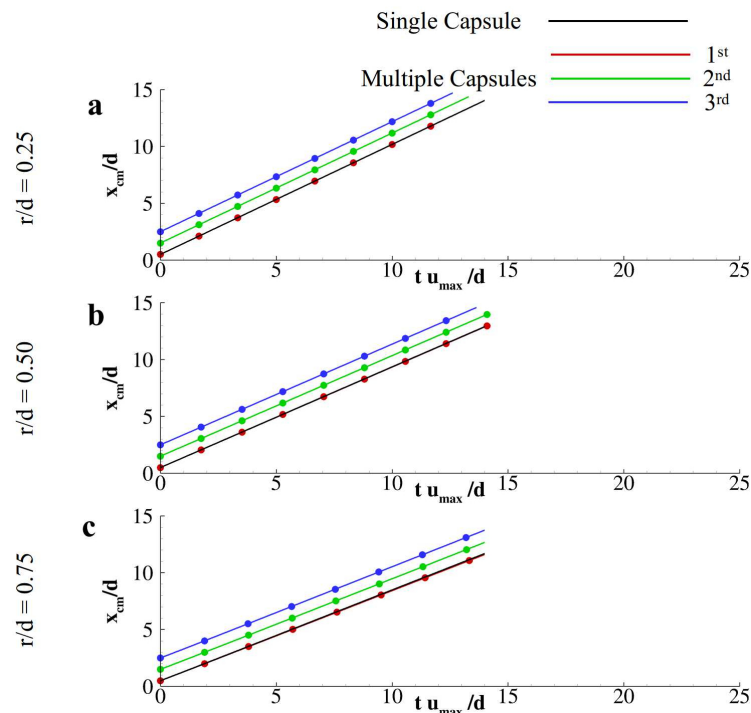 Single Capsule
1st
Multiple Capsules
2nd
3rd
a
r/d = 0.25
xcm/d
15
10
5
0
0 5 10 15 20 25
t umax/d
b
r/d = 0.50
xcm/d
15
10
5
0
0 5 10 15 20 25
t umax/d
c
r/d = 0.75
xcm/d
15
10
5
0
0 5 10 15 20 25
t umax/d